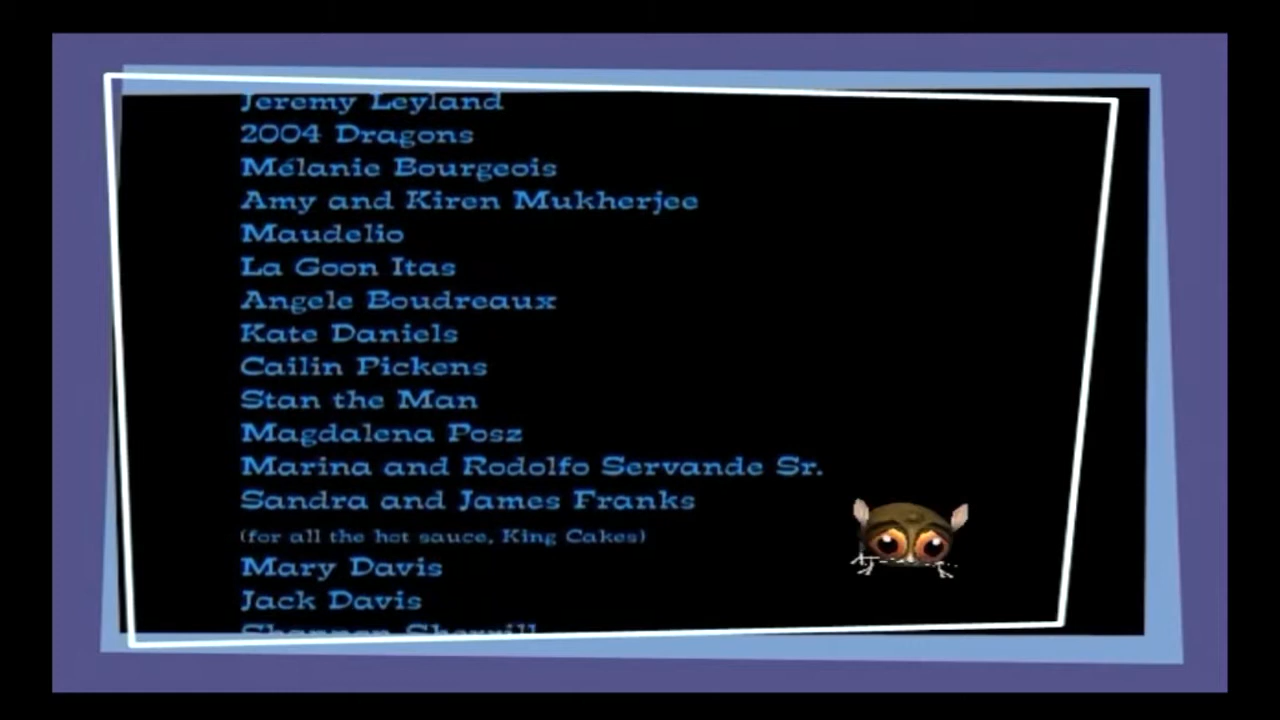 Jeremy Leyland
2004 Dragons
Mélanie Bourgeois
Amy and Kiren Mukherjee
Maudelio
La Goon Itas
Angele Boudreaux
Kate Daniels
Cailin Pickens
Stan the Man
Magdalena Posz
Marina and Rodolfo Servande Sr.
Sandra and James Franks
(for all the hot sauce, King Cakes)
Mary Davis
Jack Davis
Shannon Sherrill